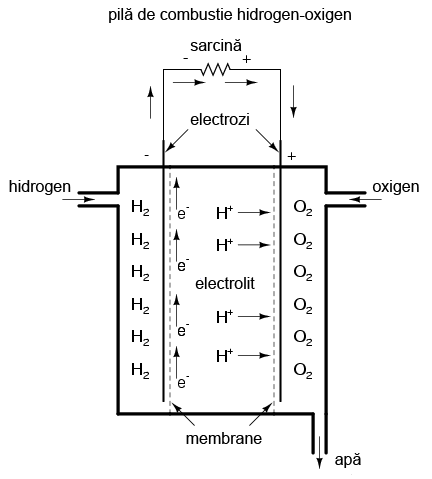 pilă de combustie hidrogen-oxigen
sarcină
- +
electrozi
- +
hidrogen
oxigen
H₂ e⁻ H⁺ O₂
H₂ e⁻ H⁺ O₂
H₂ electrolit O₂
H₂ e⁻ H⁺ O₂
H₂ e⁻ H⁺ O₂
H₂ e⁻ O₂
membrane
apă